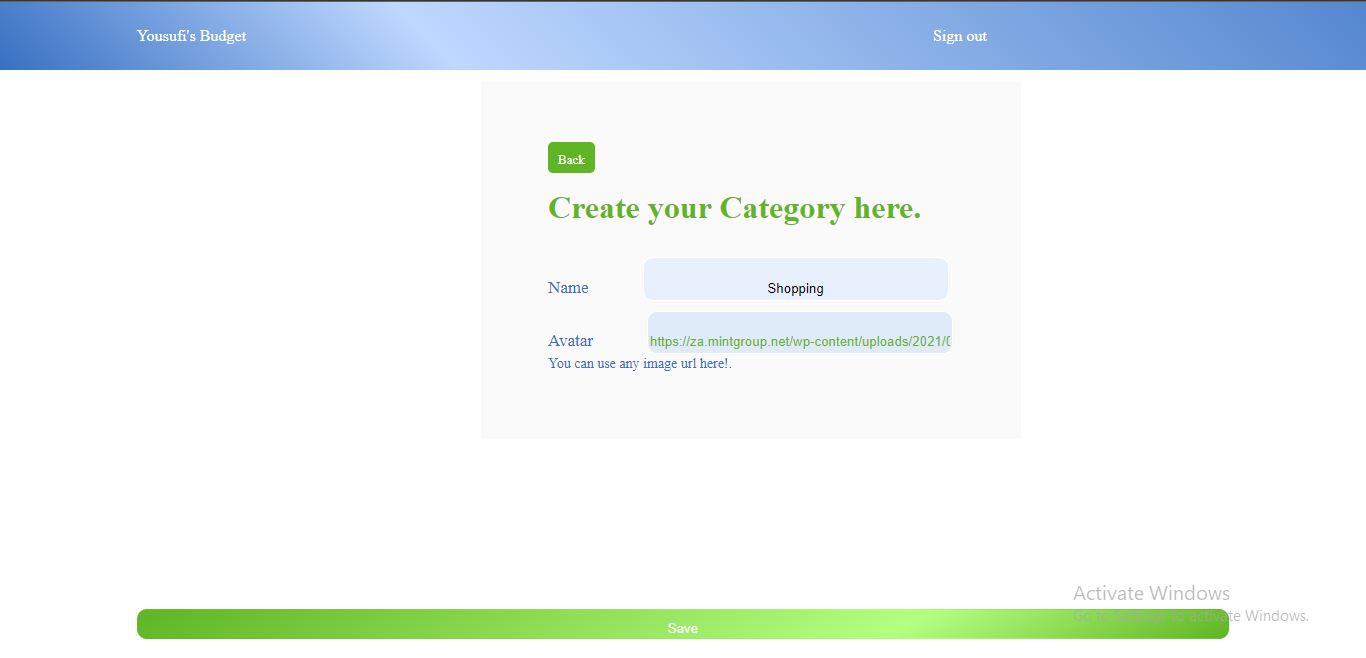 Yousufi's Budget Sign out
Back
Create your Category here.
Name Shopping
Avatar https://za.mintgroup.net/wp-content/uploads/2021/
You can use any image url here!.
Activate Windows
Go to Settings to activate Windows.
Save